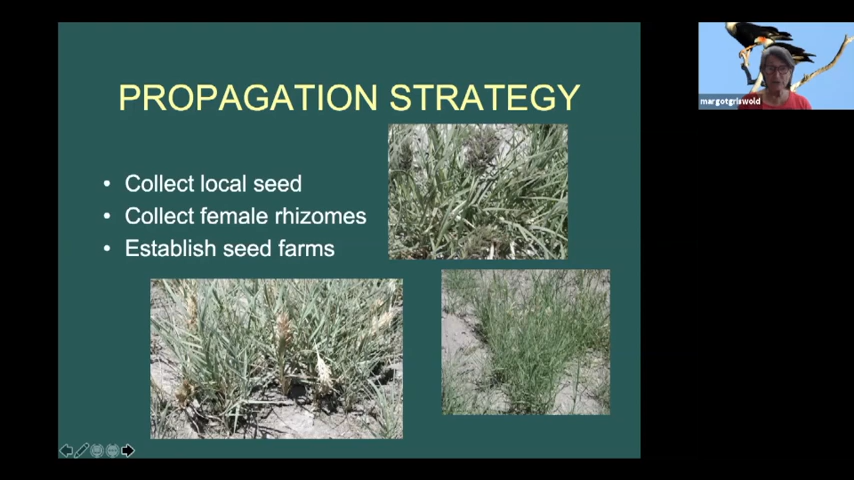 PROPAGATION STRATEGY
• Collect local seed
• Collect female rhizomes
• Establish seed farms
margotgriswold